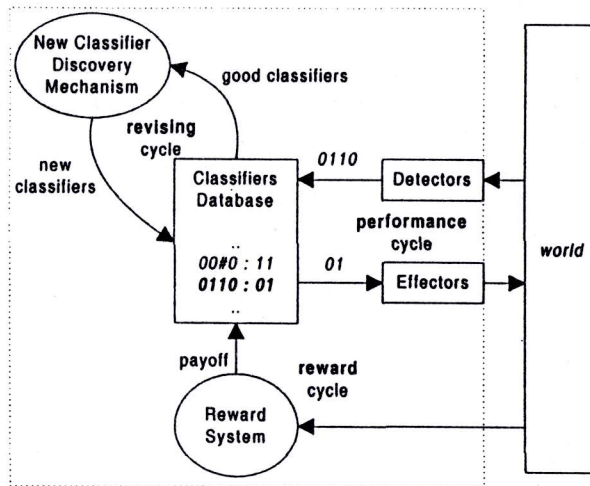 New Classifier
Discovery
Mechanism
good classifiers
revising
cycle
new
classifiers
Classifiers
Database
..
00#0 : 11
0110 : 01
..
0110
Detectors
performance
cycle
01
Effectors
world
payoff
reward
cycle
Reward
System